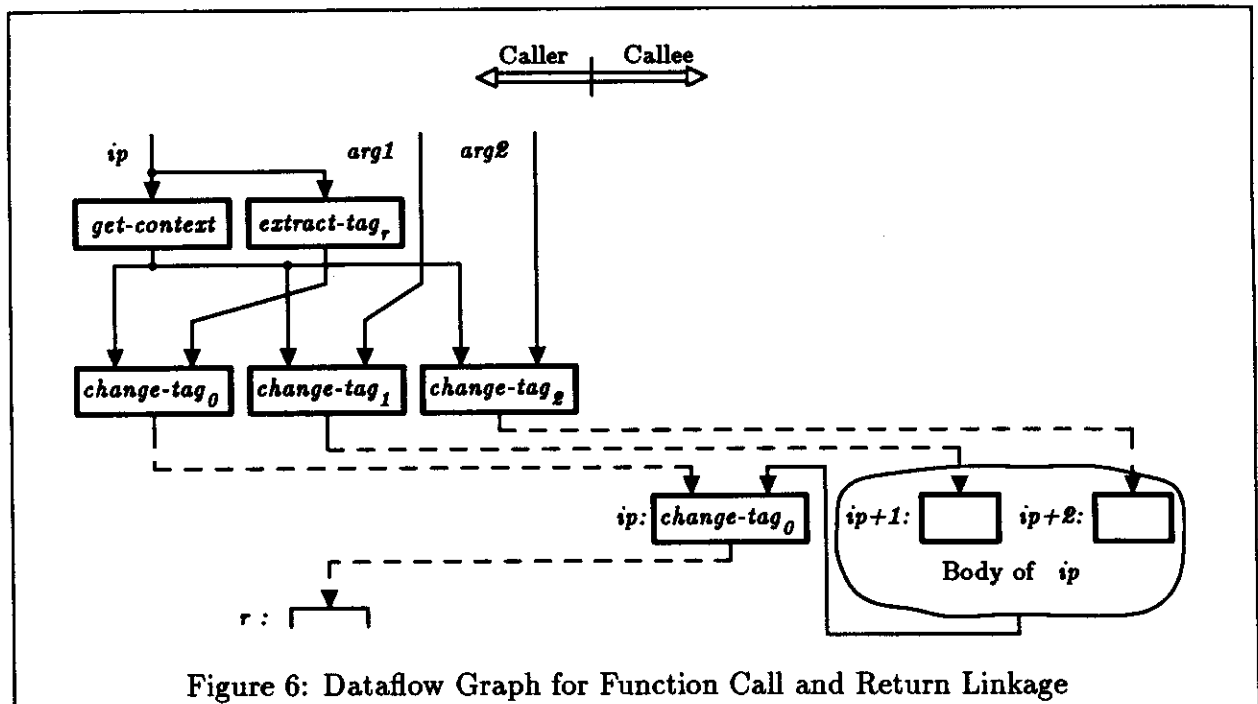 Caller Callee
ip arg1 arg2
get-context extract-tag_r
change-tag_0 change-tag_1 change-tag_2
ip: change-tag_0 ip+1: ip+2:
Body of ip
r :
Figure 6: Dataflow Graph for Function Call and Return Linkage